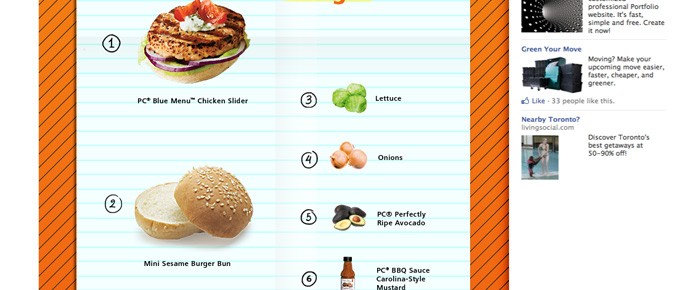 1
PC® Blue Menu™ Chicken Slider
2
Mini Sesame Burger Bun
3
Lettuce
4
Onions
5
PC® Perfectly
Ripe Avocado
6
PC® BBQ Sauce
Carolina-Style
Mustard
professional Portfolio
website. It's fast,
simple and free. Create
it now!
Green Your Move
Moving? Make your
upcoming move easier,
faster, cheaper, and
greener.
Like · 33 people like this.
Nearby Toronto?
livingsocial.com
Discover Toronto's
best getaways at
50-90% off!